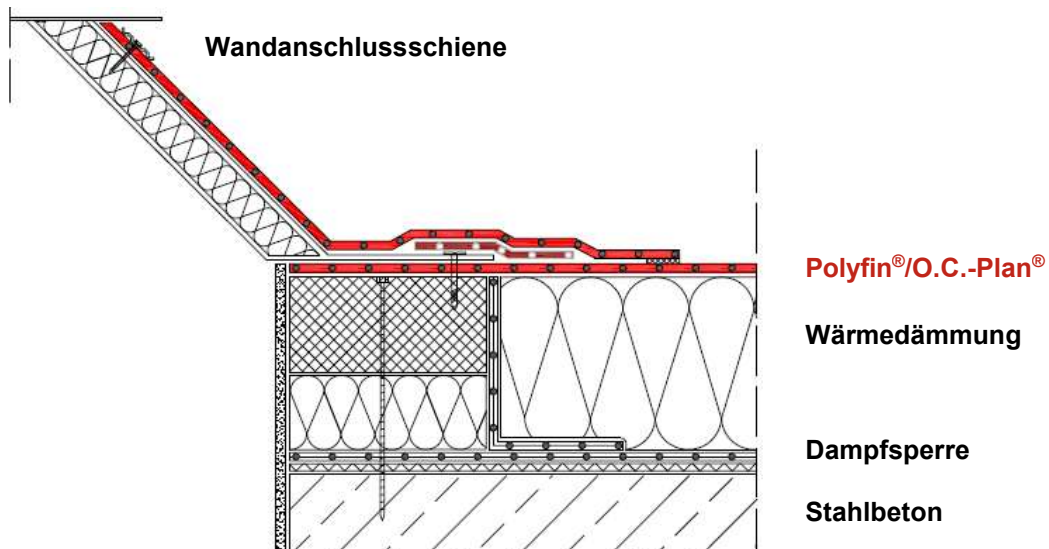 Wandanschlussschiene
Polyfin®/O.C.-Plan®
Wärmedämmung
Dampfsperre
Stahlbeton